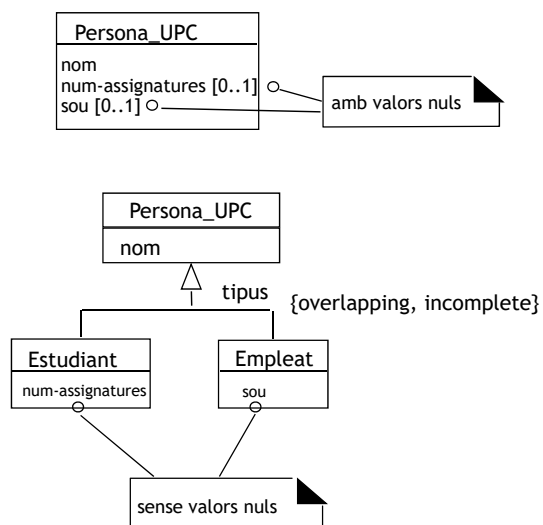 Persona_UPC
nom
num-assignatures [0..1]
sou [0..1]
amb valors nuls
Persona_UPC
nom
tipus
{overlapping, incomplete}
Estudiant
num-assignatures
Empleat
sou
sense valors nuls